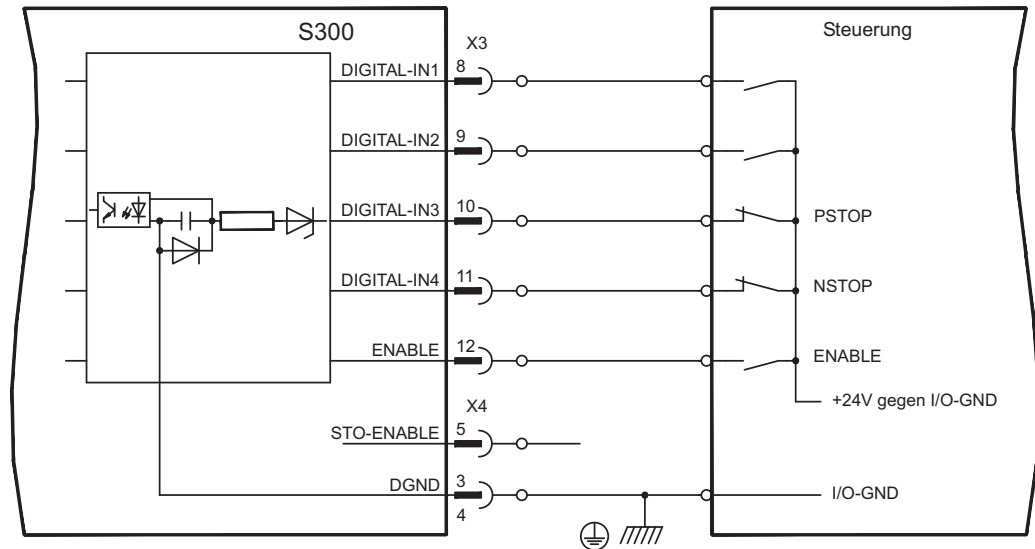 S300
Steuerung
X3
DIGITAL-IN1
8
DIGITAL-IN2
9
DIGITAL-IN3
10
PSTOP
DIGITAL-IN4
11
NSTOP
ENABLE
12
ENABLE
+24V gegen I/O-GND
X4
STO-ENABLE
5
DGND
3
I/O-GND
4